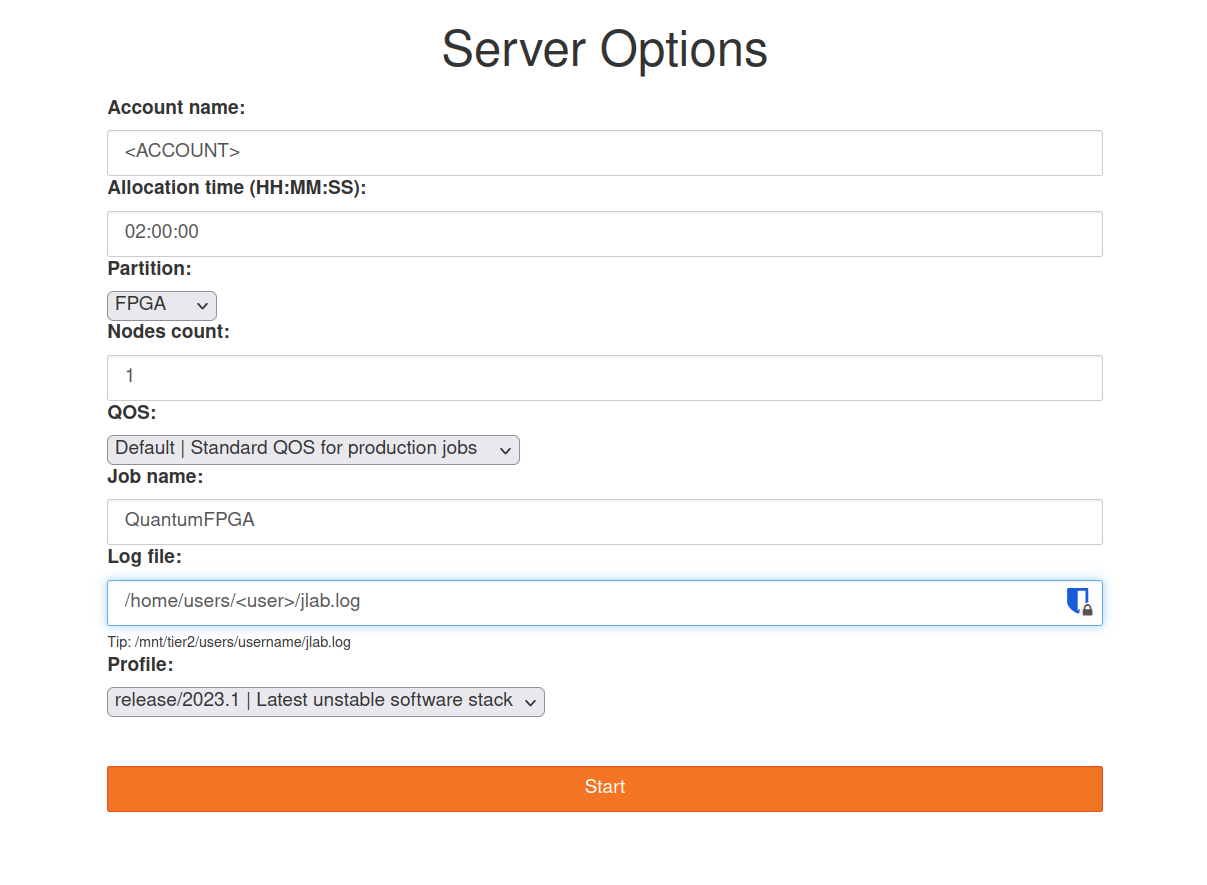 Server Options
Account name:
<ACCOUNT>
Allocation time (HH:MM:SS):
02:00:00
Partition:
FPGA
Nodes count:
1
QOS:
Default | Standard QOS for production jobs
Job name:
QuantumFPGA
Log file:
/home/users/<user>/jlab.log
Tip: /mnt/tier2/users/username/jlab.log
Profile:
release/2023.1 | Latest unstable software stack
Start